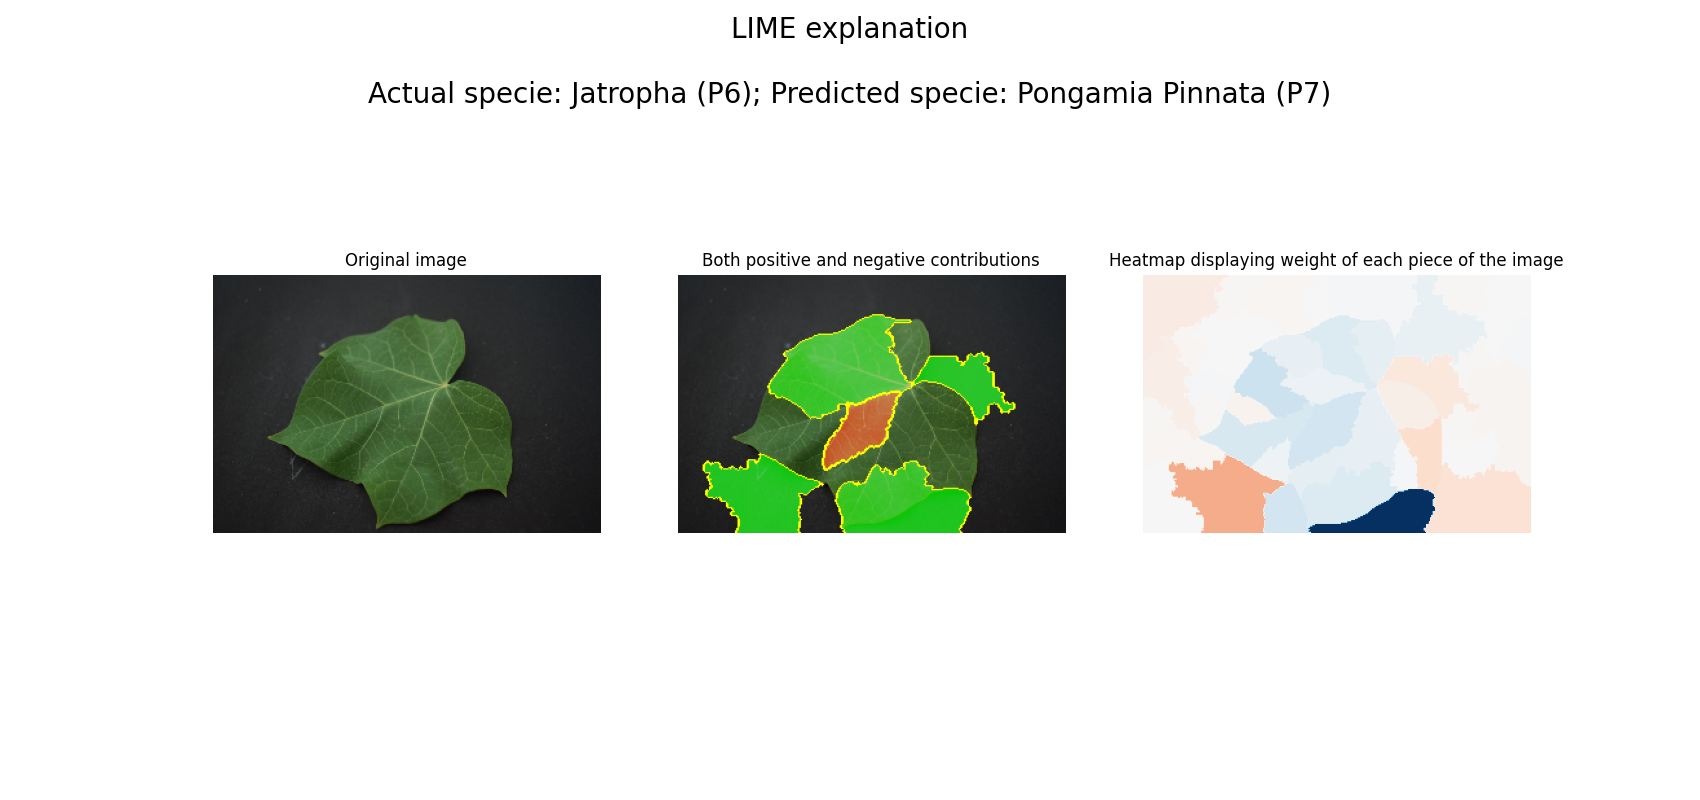 LIME explanation
Actual specie: Jatropha (P6); Predicted specie: Pongamia Pinnata (P7)
Original image
Both positive and negative contributions
Heatmap displaying weight of each piece of the image